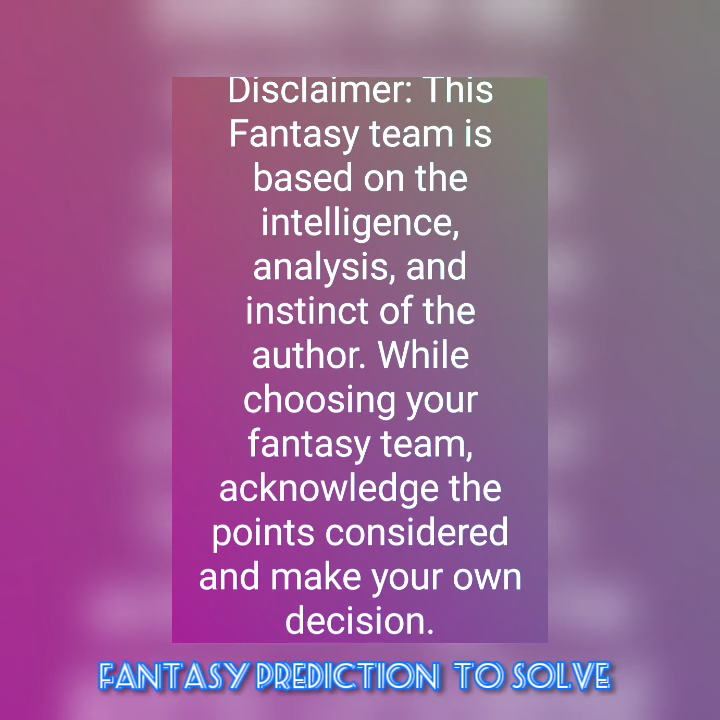 Disclaimer: This
Fantasy team is
based on the
intelligence,
analysis, and
instinct of the
author. While
choosing your
fantasy team,
acknowledge the
points considered
and make your own
decision.
FANTASY PREDICTION TO SOLVE